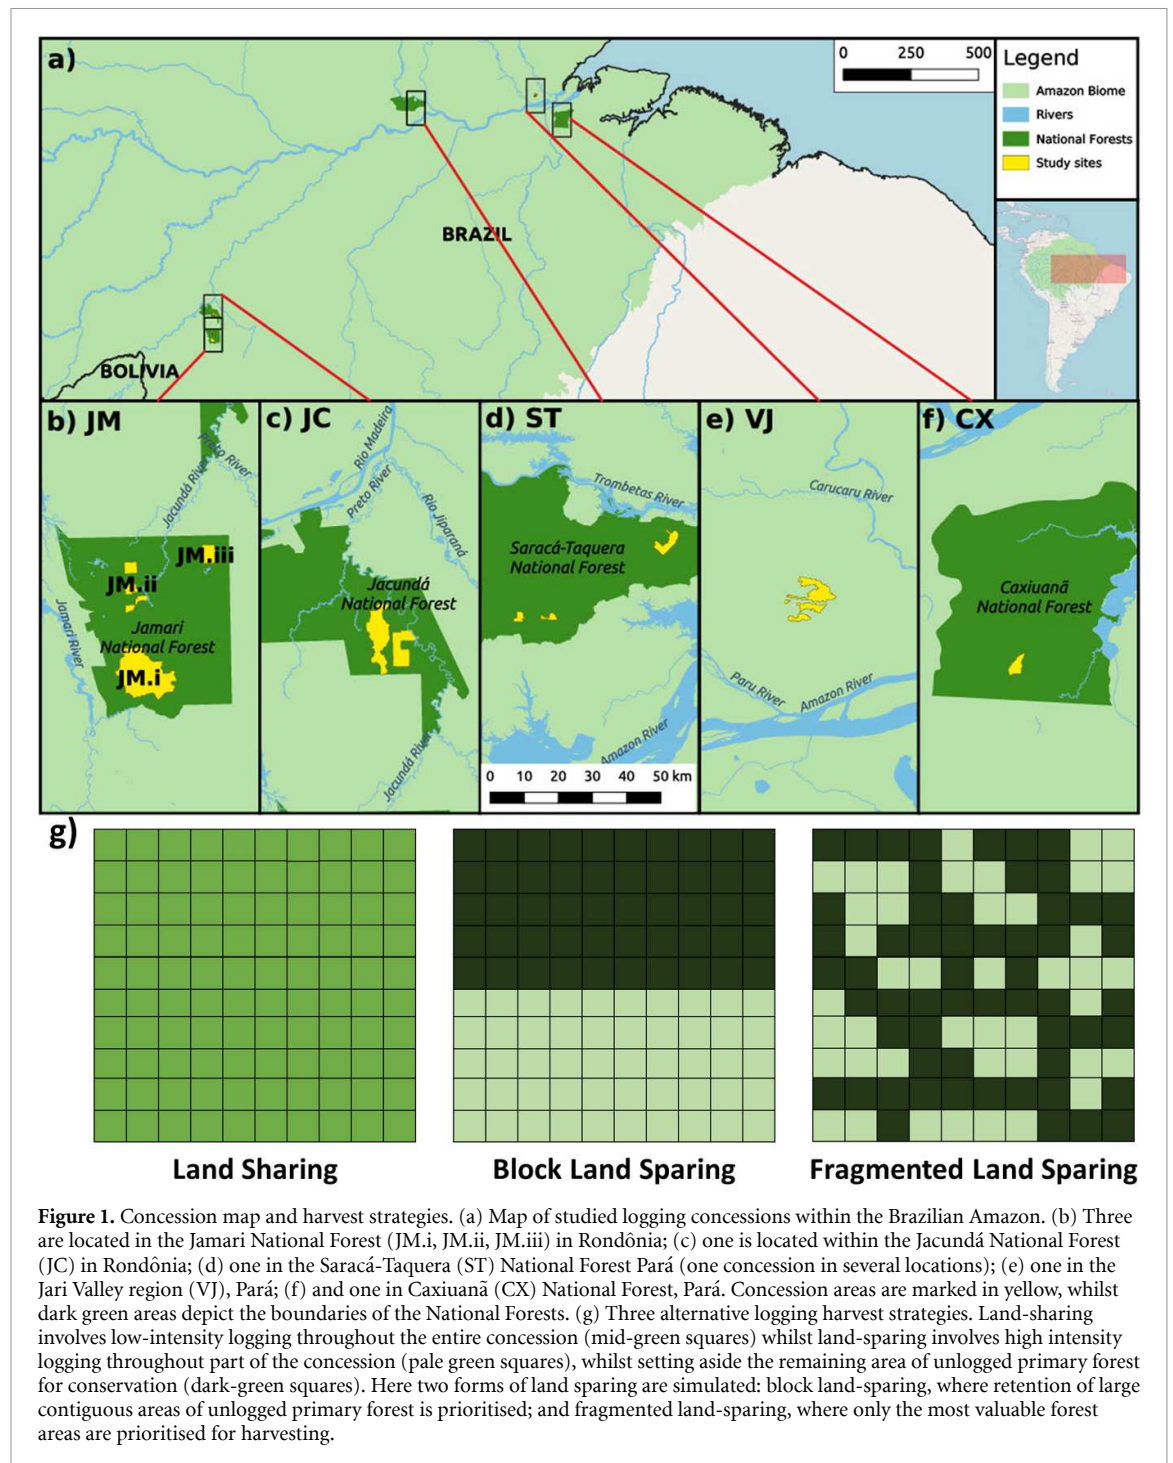 a)
0 250 500
Legend
Amazon Biome
Rivers
National Forests
Study sites
BRAZIL
BOLIVIA
b) JM
Preto River
Jacundá River
JM.iii
JM.ii
Jamari River
Jamari
National Forest
JM.i
c) JC
Rio Madeira
Preto River
Rio Jiparaná
Jacundá
National Forest
Jacundá River
d) ST
Trombetas River
Saracá-Taquera
National Forest
Amazon River
0 10 20 30 40 50 km
e) VJ
Carucaru River
Paru River
Amazon River
f) CX
Caxiuanã
National Forest
g)
Land Sharing
Block Land Sparing
Fragmented Land Sparing
Figure 1. Concession map and harvest strategies. (a) Map of studied logging concessions within the Brazilian Amazon. (b) Three
are located in the Jamari National Forest (JM.i, JM.ii, JM.iii) in Rondônia; (c) one is located within the Jacundá National Forest
(JC) in Rondônia; (d) one in the Saracá-Taquera (ST) National Forest Pará (one concession in several locations); (e) one in the
Jari Valley region (VJ), Pará; (f) and one in Caxiuanã (CX) National Forest, Pará. Concession areas are marked in yellow, whilst
dark green areas depict the boundaries of the National Forests. (g) Three alternative logging harvest strategies. Land-sharing
involves low-intensity logging throughout the entire concession (mid-green squares) whilst land-sparing involves high intensity
logging throughout part of the concession (pale green squares), whilst setting aside the remaining area of unlogged primary forest
for conservation (dark-green squares). Here two forms of land sparing are simulated: block land-sparing, where retention of large
contiguous areas of unlogged primary forest is prioritised; and fragmented land-sparing, where only the most valuable forest
areas are prioritised for harvesting.